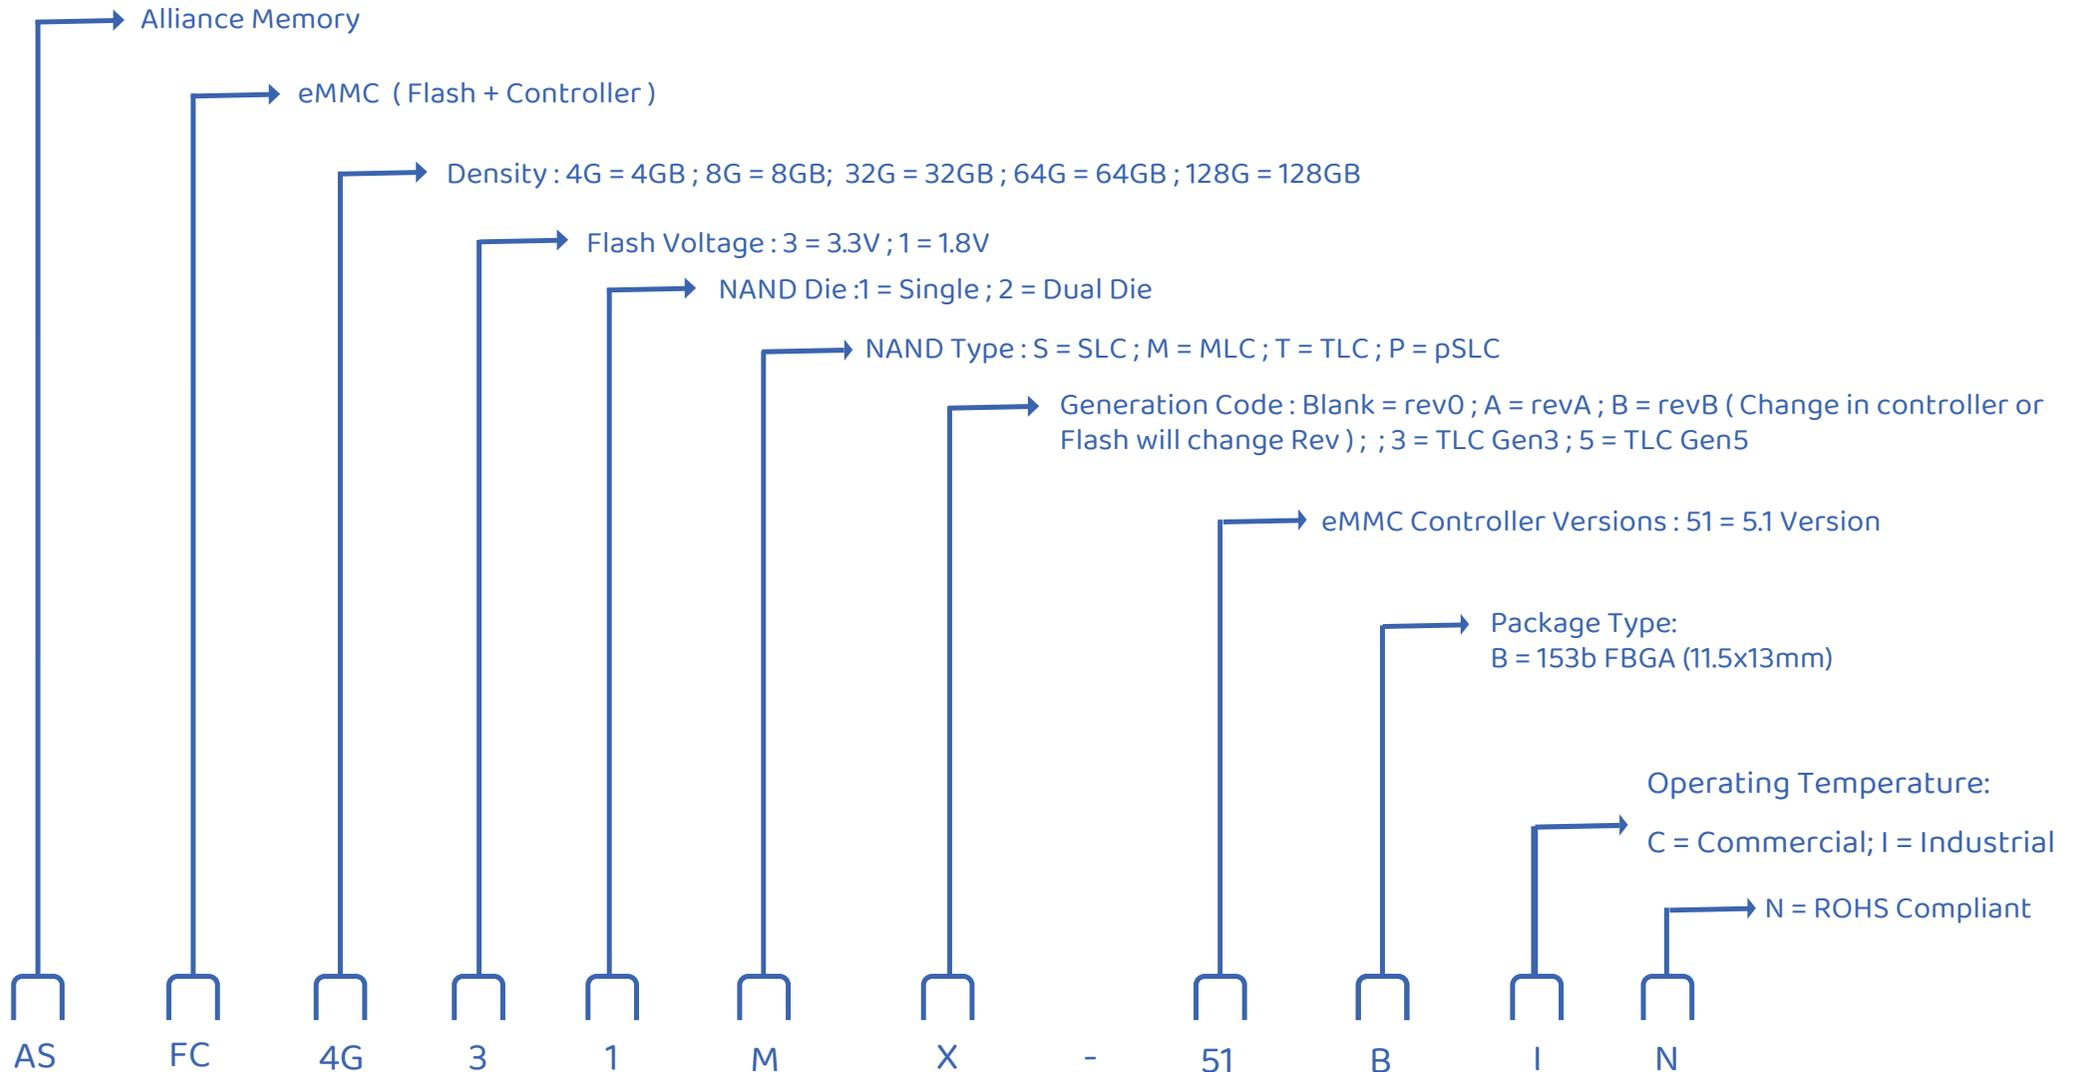 Alliance Memory
eMMC ( Flash + Controller )
Density : 4G = 4GB ; 8G = 8GB; 32G = 32GB ; 64G = 64GB ; 128G = 128GB
Flash Voltage : 3 = 3.3V ; 1 = 1.8V
NAND Die :1 = Single ; 2 = Dual Die
NAND Type : S = SLC ; M = MLC ; T = TLC ; P = pSLC
Generation Code : Blank = rev0 ; A = revA ; B = revB ( Change in controller or
Flash will change Rev ) ; ; 3 = TLC Gen3 ; 5 = TLC Gen5
eMMC Controller Versions : 51 = 5.1 Version
Package Type:
B = 153b FBGA (11.5x13mm)
Operating Temperature:
C = Commercial; I = Industrial
N = ROHS Compliant
AS FC 4G 3 1 M X - 51 B I N